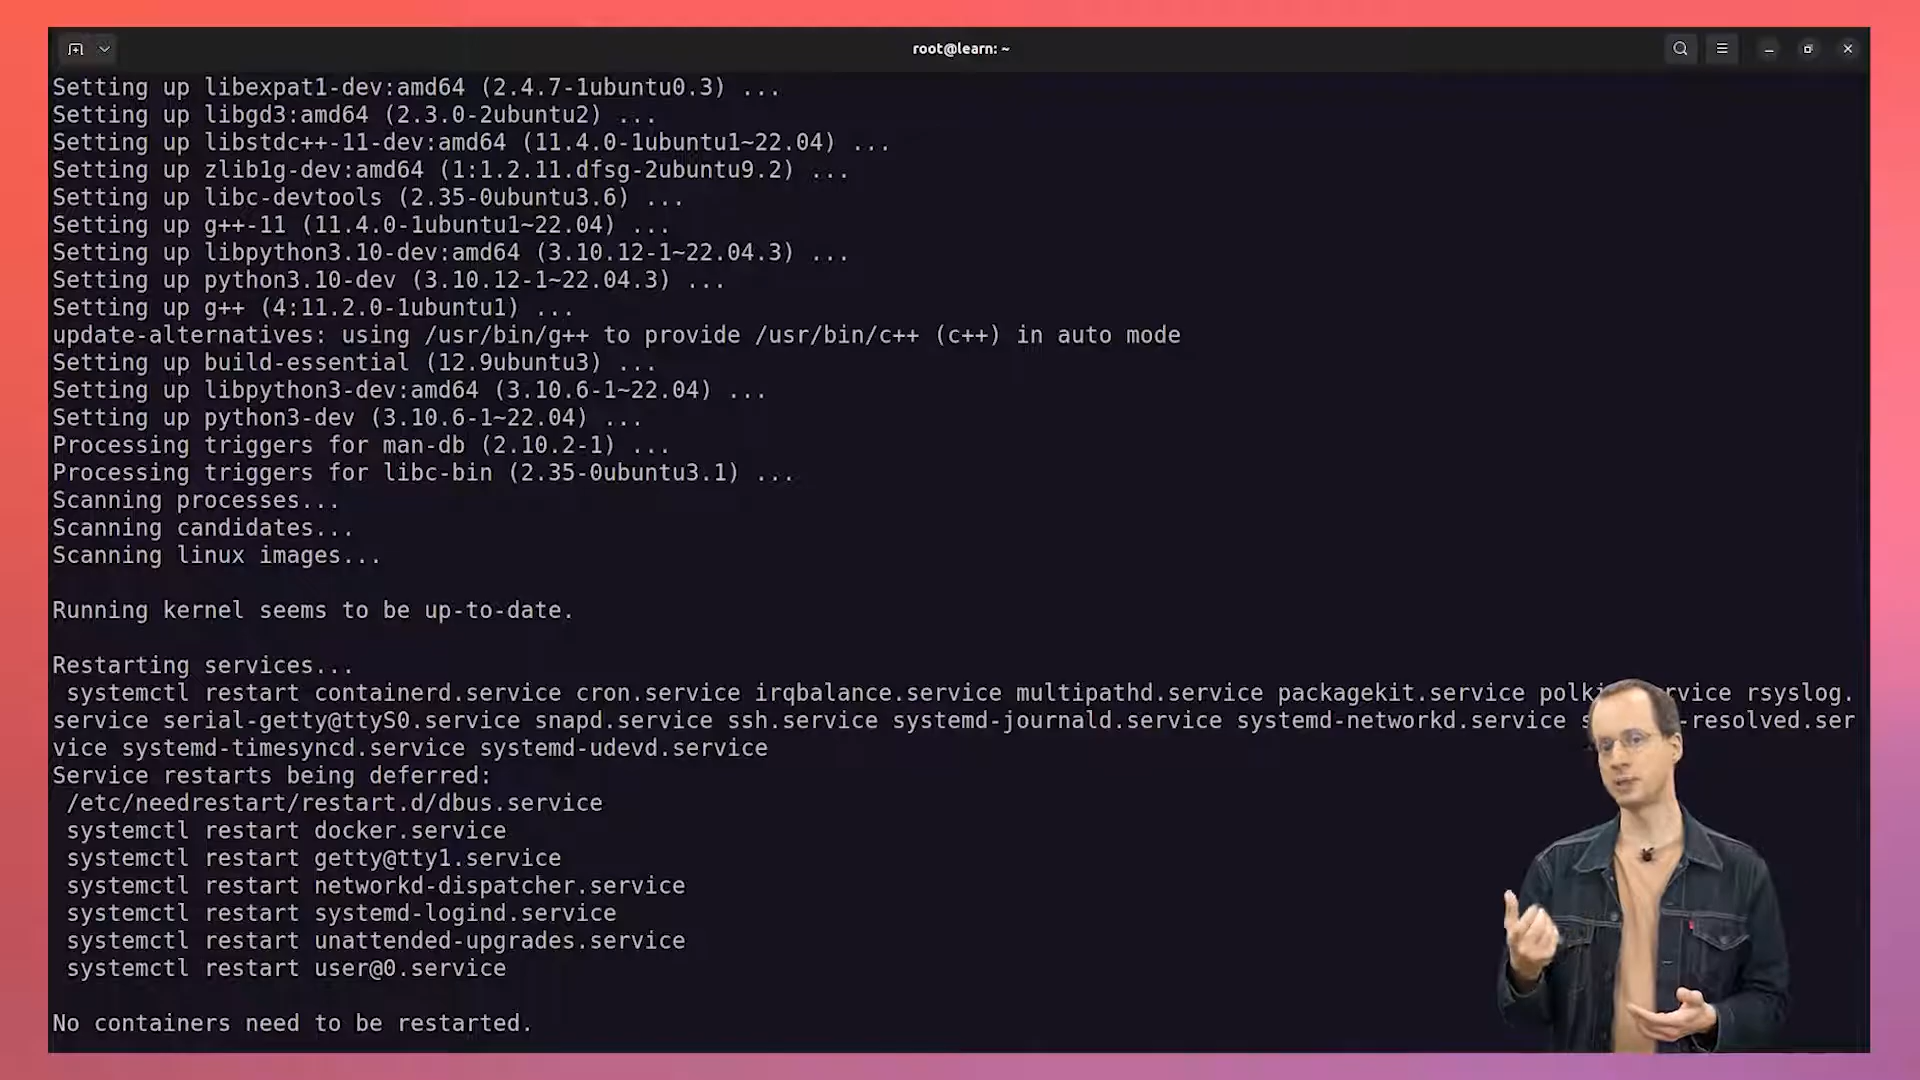 root@learn: ~
Setting up libexpat1-dev:amd64 (2.4.7-1ubuntu0.3) ...
Setting up libgd3:amd64 (2.3.0-2ubuntu2) ...
Setting up libstdc++-11-dev:amd64 (11.4.0-1ubuntu1~22.04) ...
Setting up zlib1g-dev:amd64 (1:1.2.11.dfsg-2ubuntu9.2) ...
Setting up libc-devtools (2.35-0ubuntu3.6) ...
Setting up g++-11 (11.4.0-1ubuntu1~22.04) ...
Setting up libpython3.10-dev:amd64 (3.10.12-1~22.04.3) ...
Setting up python3.10-dev (3.10.12-1~22.04.3) ...
Setting up g++ (4:11.2.0-1ubuntu1) ...
update-alternatives: using /usr/bin/g++ to provide /usr/bin/c++ (c++) in auto mode
Setting up build-essential (12.9ubuntu3) ...
Setting up libpython3-dev:amd64 (3.10.6-1~22.04) ...
Setting up python3-dev (3.10.6-1~22.04) ...
Processing triggers for man-db (2.10.2-1) ...
Processing triggers for libc-bin (2.35-0ubuntu3.1) ...
Scanning processes...
Scanning candidates...
Scanning linux images...
Running kernel seems to be up-to-date.
Restarting services...
systemctl restart containerd.service cron.service irqbalance.service multipathd.service packagekit.service rsyslog.
service serial-getty@ttyS0.service snapd.service ssh.service systemd-journald.service systemd-networkd.service -resolved.ser
vice systemd-timesyncd.service systemd-udevd.service
Service restarts being deferred:
/etc/needrestart/restart.d/dbus.service
systemctl restart docker.service
systemctl restart getty@tty1.service
systemctl restart networkd-dispatcher.service
systemctl restart systemd-logind.service
systemctl restart unattended-upgrades.service
systemctl restart user@0.service
No containers need to be restarted.